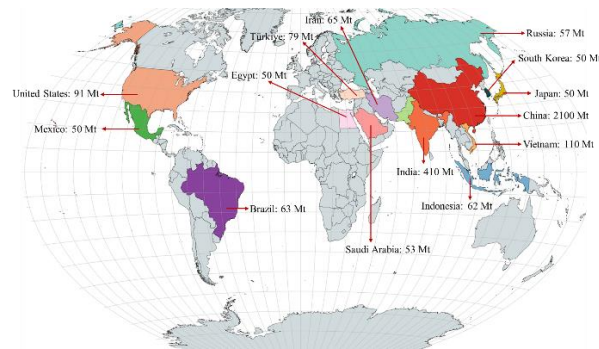 Iran: 65 Mt
Russia: 57 Mt
Türkiye: 79 Mt
South Korea: 50 Mt
Egypt: 50 Mt
United States: 91 Mt
Japan: 50 Mt
China: 2100 Mt
Mexico: 50 Mt
Vietnam: 110 Mt
India: 410 Mt
Brazil: 63 Mt
Indonesia: 62 Mt
Saudi Arabia: 53 Mt